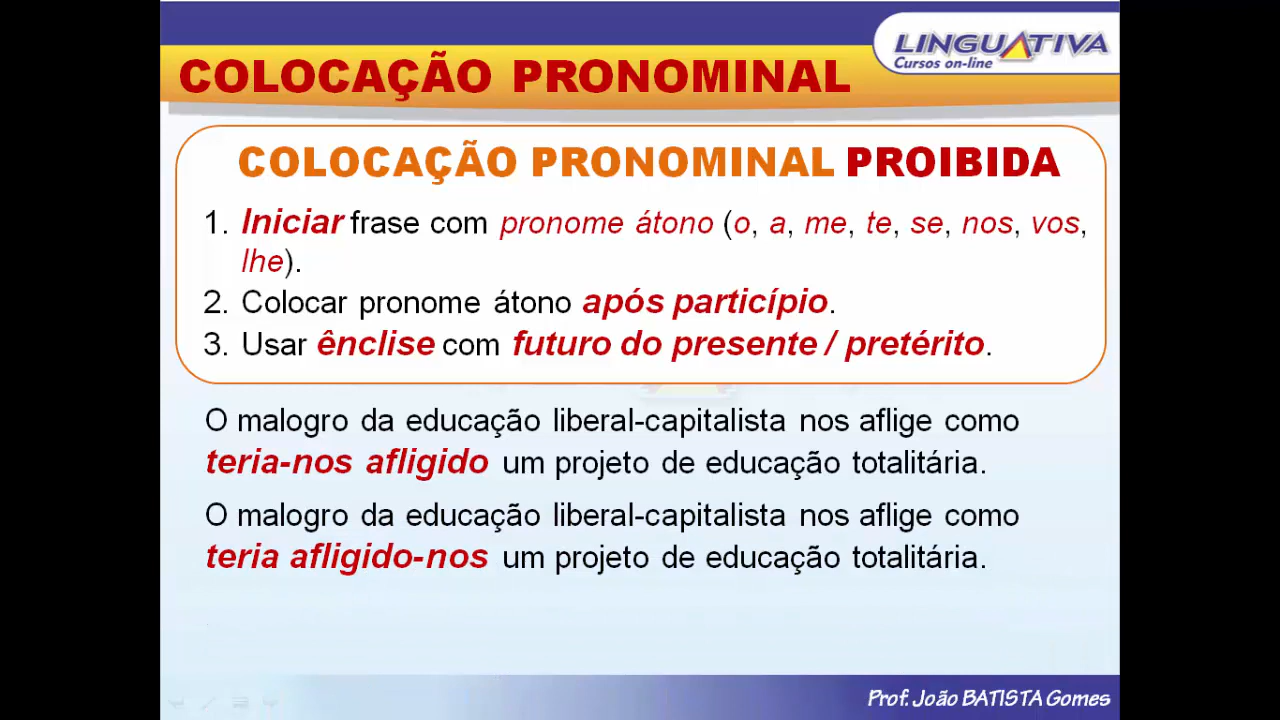 LINGUATIVA
Cursos on-line
COLOCAÇÃO PRONOMINAL
COLOCAÇÃO PRONOMINAL PROIBIDA
1. Iniciar frase com pronome átono (o, a, me, te, se, nos, vos,
lhe).
2. Colocar pronome átono após particípio.
3. Usar ênclise com futuro do presente / pretérito.
O malogro da educação liberal-capitalista nos aflige como
teria-nos afligido um projeto de educação totalitária.
O malogro da educação liberal-capitalista nos aflige como
teria afligido-nos um projeto de educação totalitária.
Prof. João BATISTA Gomes